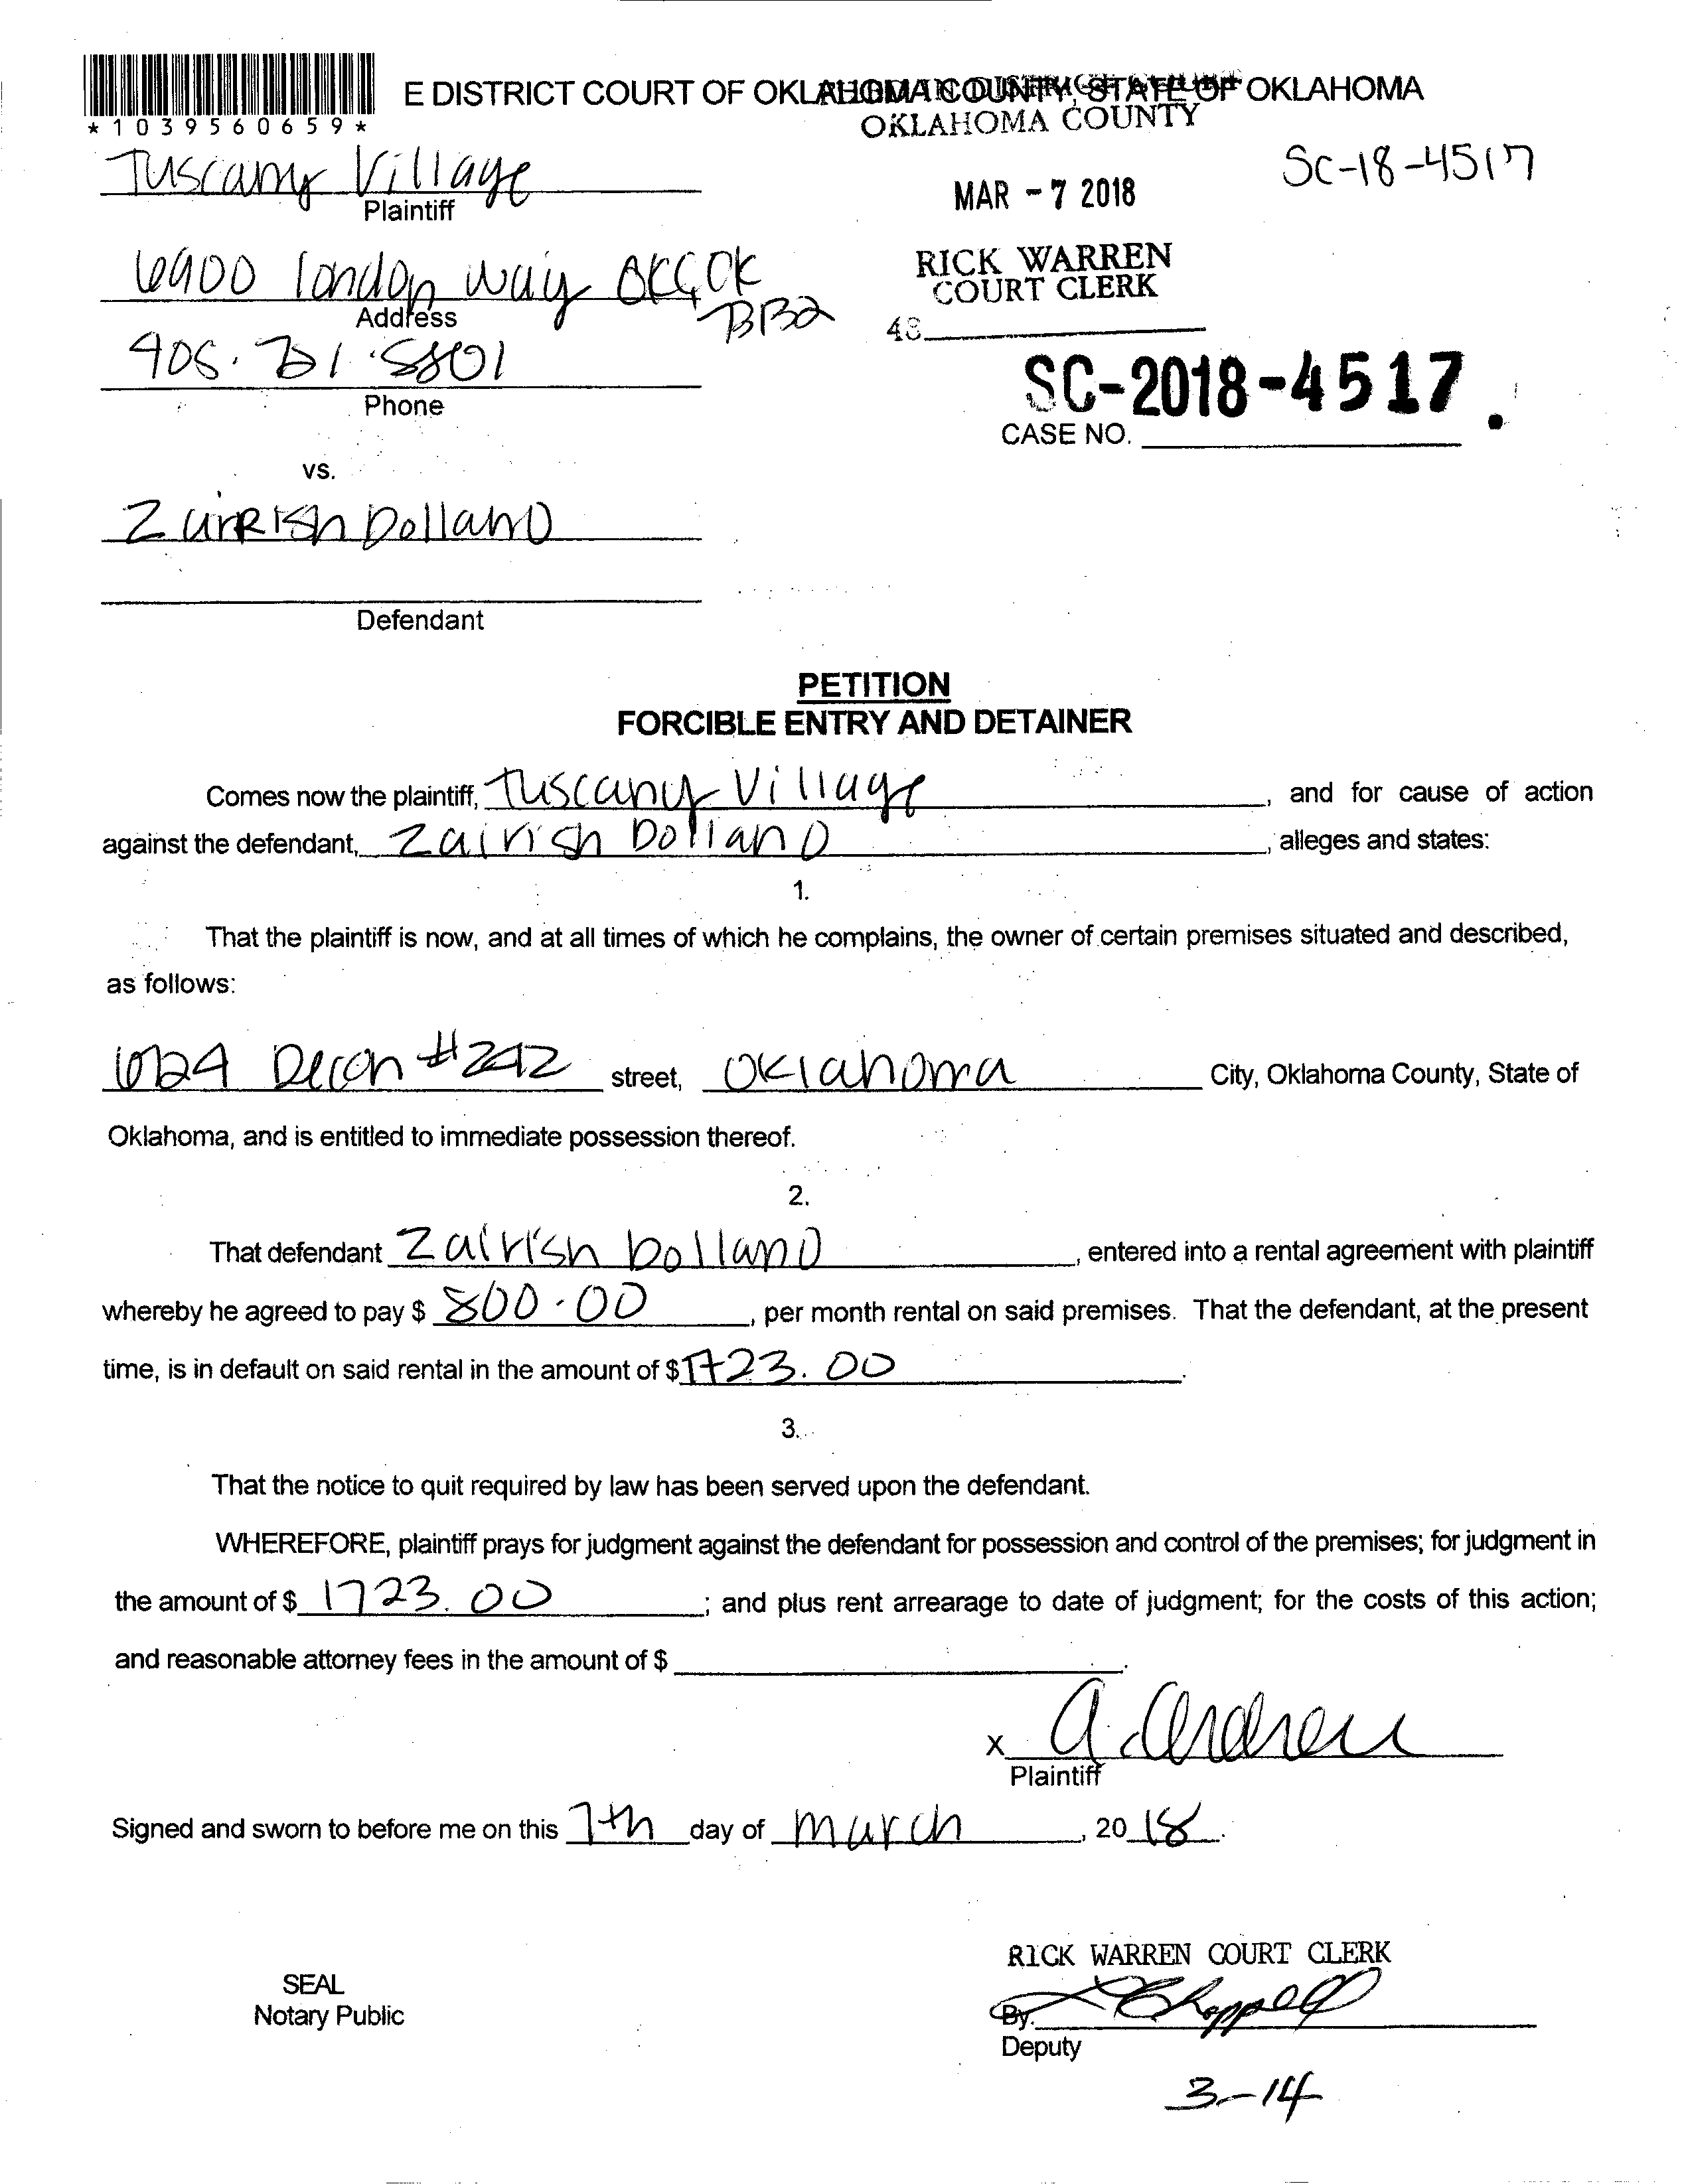 *1039560659*
E DISTRICT COURT OF OKLAHOMA COUNTY, STATE OF OKLAHOMA
OKLAHOMA COUNTY
Tuscany Village
Plaintiff
SC-18-4517
MAR - 7 2018
6900 london way OKC, OK
Address
RICK WARREN
COURT CLERK
48
Phone
SC-2018-4517
CASE NO.
vs.
Zairish Dolland
Defendant
PETITION
FORCIBLE ENTRY AND DETAINER
Comes now the plaintiff, Tuscany Village, and for cause of action
against the defendant, Zairish Dolland, alleges and states:
1.
That the plaintiff is now, and at all times of which he complains, the owner of certain premises situated and described,
as follows:
#242 street, Oklahoma City, Oklahoma County, State of
Oklahoma, and is entitled to immediate possession thereof.
2.
That defendant Zairish Dolland, entered into a rental agreement with plaintiff
whereby he agreed to pay $ 800.00, per month rental on said premises. That the defendant, at the present
time, is in default on said rental in the amount of $1723.00.
3.
That the notice to quit required by law has been served upon the defendant.
WHEREFORE, plaintiff prays for judgment against the defendant for possession and control of the premises; for judgment in
the amount of $ 1723.00; and plus rent arrearage to date of judgment; for the costs of this action;
and reasonable attorney fees in the amount of $
x
Plaintiff
Signed and sworn to before me on this 7th day of March, 2018.
RICK WARREN COURT CLERK
SEAL
Notary Public
By.
Deputy
3-14